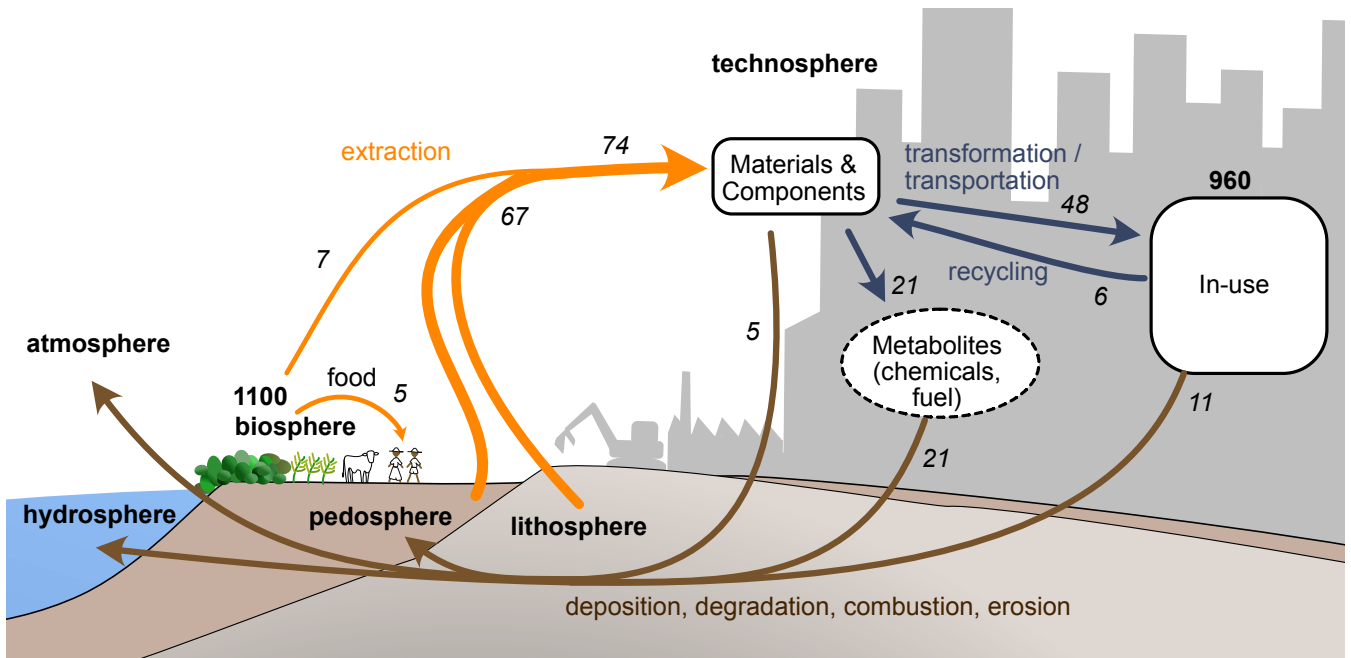 technosphere
extraction
74
Materials &
Components
transformation /
transportation
960
67
48
7
recycling
6
In-use
21
atmosphere
5
Metabolites
(chemicals,
fuel)
food
5
1100
biosphere
11
21
hydrosphere
pedosphere
lithosphere
deposition, degradation, combustion, erosion